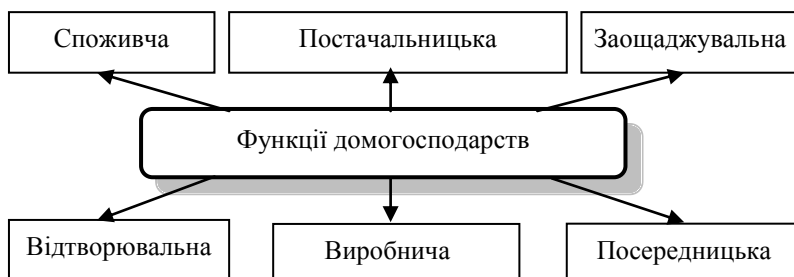 Споживча
Постачальницька
Заощаджувальна
Функції домогосподарств
Відтворювальна
Виробнича
Посередницька